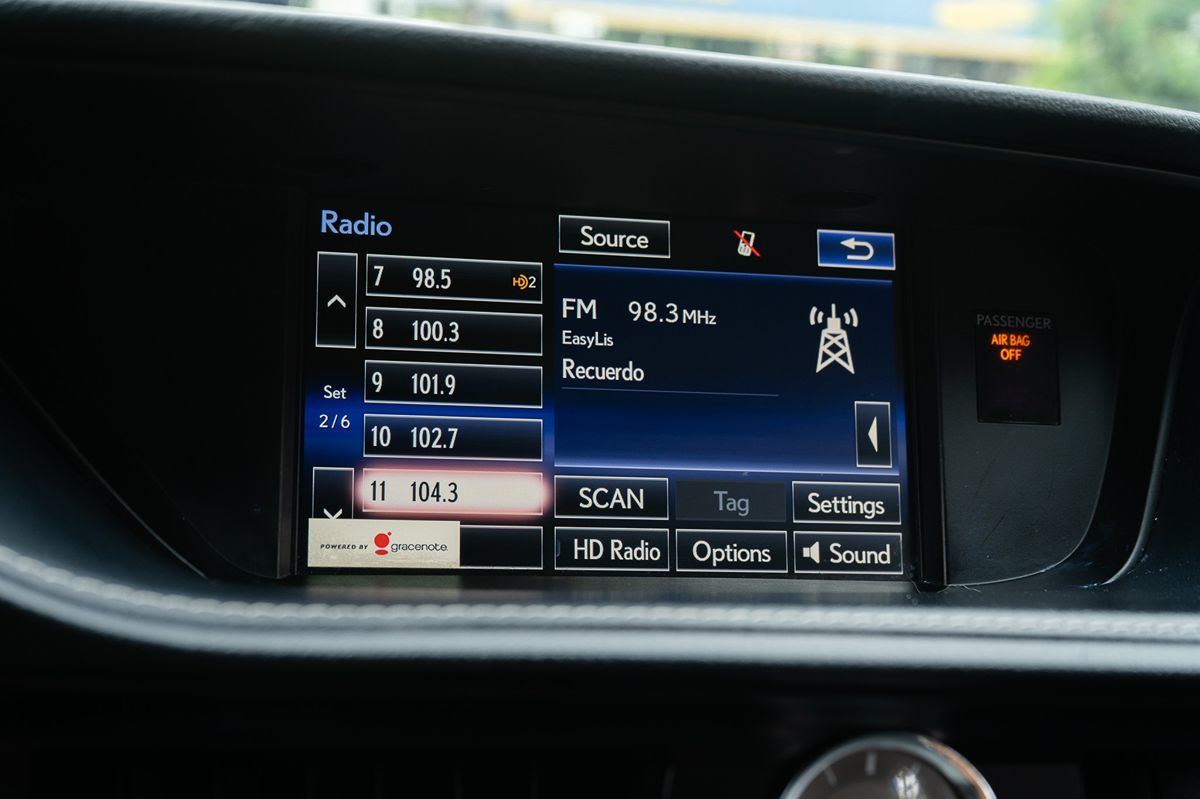 Radio
Source
7 98.5 HD2
8 100.3
9 101.9
10 102.7
11 104.3
Set
2/6
FM 98.3 MHz
EasyLis
Recuerdo
SCAN
Tag
Settings
HD Radio
Options
Sound
POWERED BY gracenote.
PASSENGER
AIR BAG
OFF